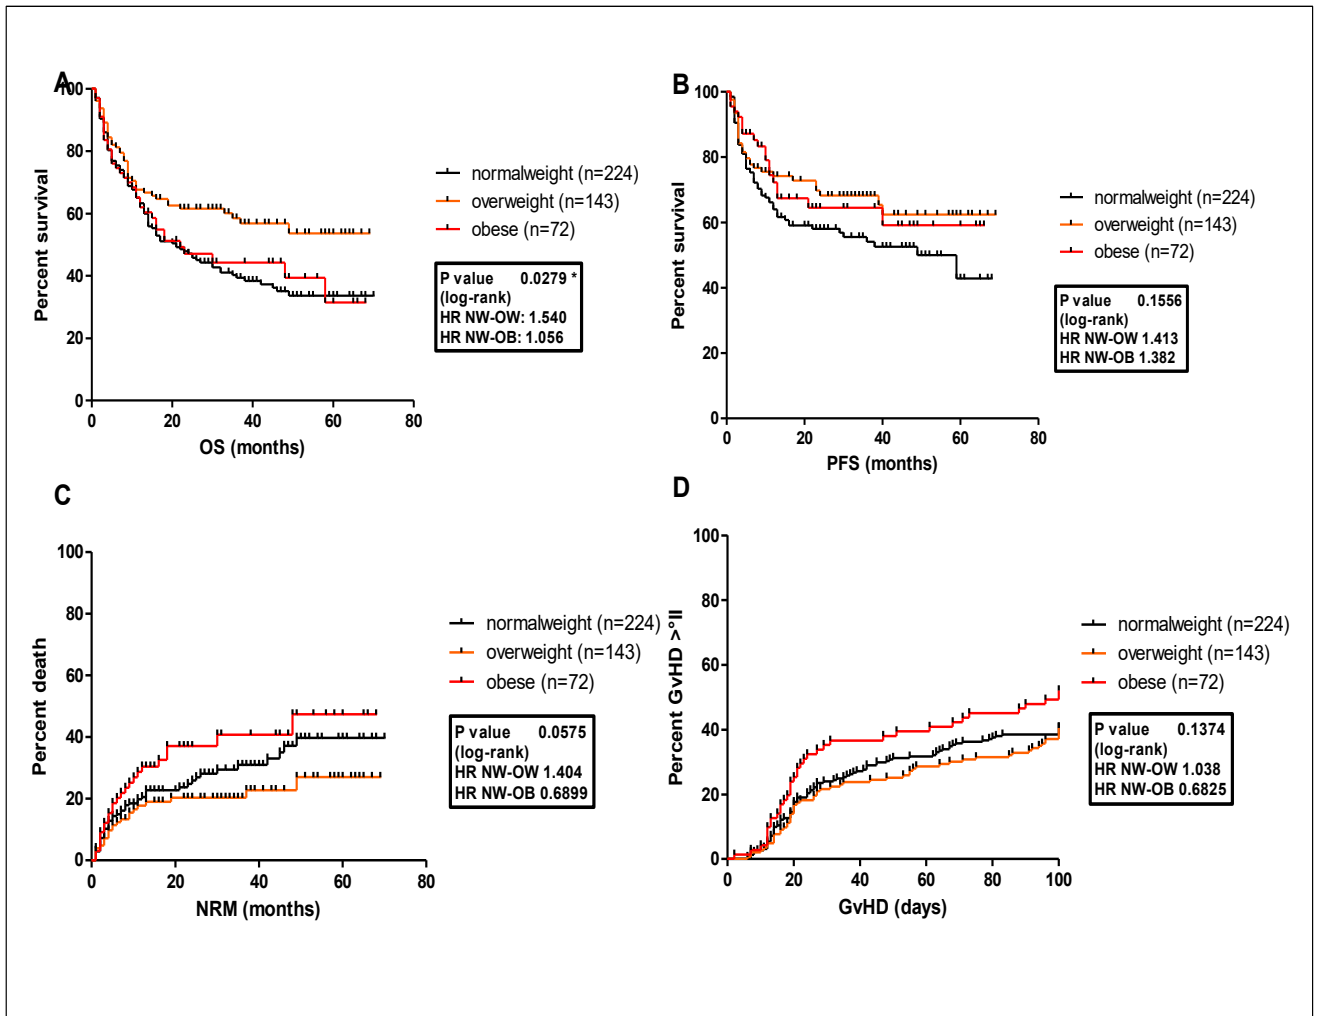 A
100
80
60
40
20
0
0 20 40 60 80
Percent survival
OS (months)
normalweight (n=224)
overweight (n=143)
obese (n=72)
P value 0.0279 *
(log-rank)
HR NW-OW: 1.540
HR NW-OB: 1.056
B
100
80
60
40
20
0
0 20 40 60 80
Percent survival
PFS (months)
normalweight (n=224)
overweight (n=143)
obese (n=72)
P value 0.1556
(log-rank)
HR NW-OW 1.413
HR NW-OB 1.382
C
100
80
60
40
20
0
0 20 40 60 80
Percent death
NRM (months)
normalweight (n=224)
overweight (n=143)
obese (n=72)
P value 0.0575
(log-rank)
HR NW-OW 1.404
HR NW-OB 0.6899
D
100
80
60
40
20
0
0 20 40 60 80 100
Percent GvHD >°II
GvHD (days)
normalweight (n=224)
overweight (n=143)
obese (n=72)
P value 0.1374
(log-rank)
HR NW-OW 1.038
HR NW-OB 0.6825